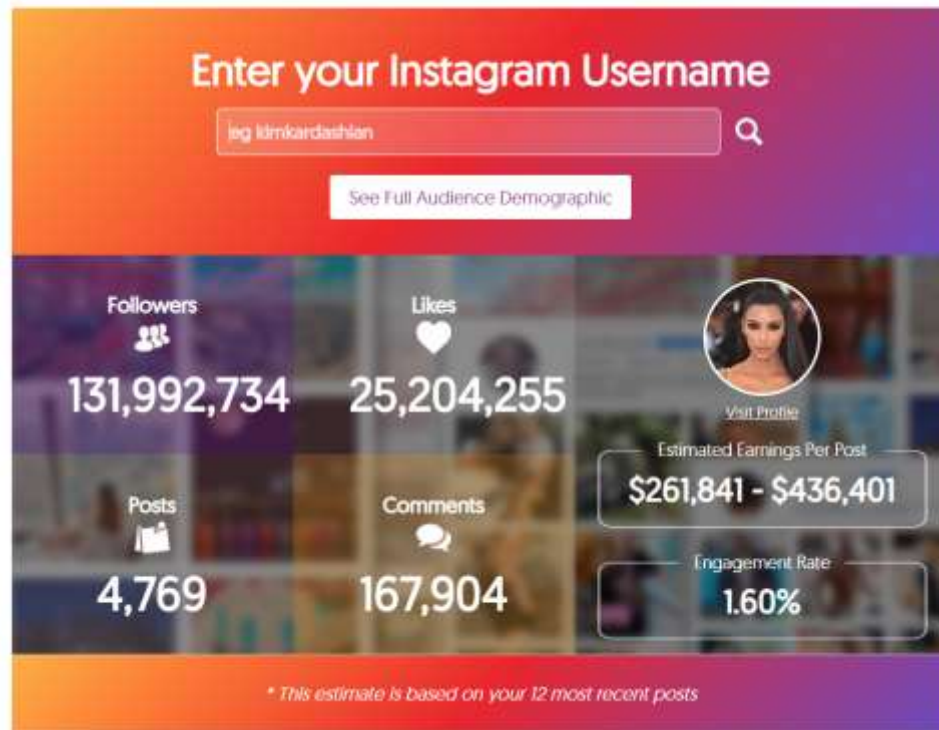 Enter your Instagram Username
eg kimkardashian
See Full Audience Demographic
Followers
131,992,734
Likes
25,204,255
Posts
4,769
Comments
167,904
Visit Profile
Estimated Earnings Per Post
$261,841 - $436,401
Engagement Rate
1.60%
* This estimate is based on your 12 most recent posts